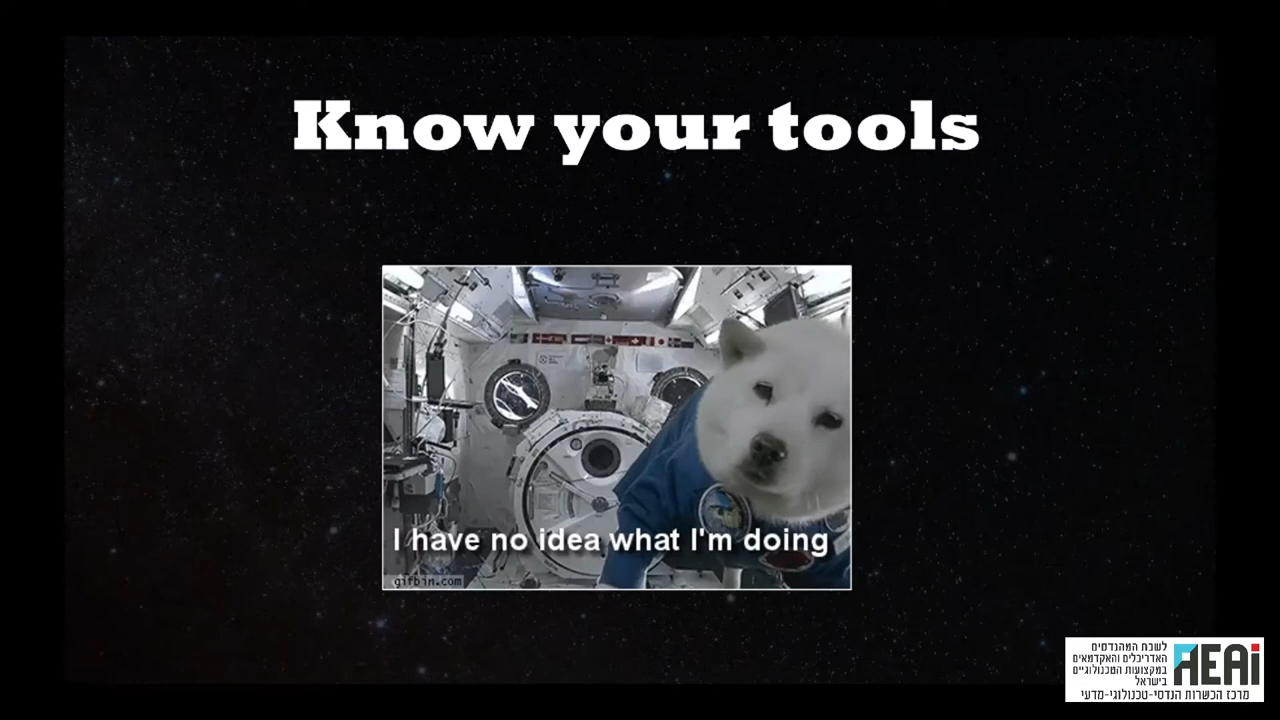 Know your tools
I have no idea what I'm doing
gifbin.com
לשכת המהנדסים
האדריכלים והאקדמאים
במקצועות הטכנולוגיים
בישראל
AEAi
מרכז הכשרות הנדסי-טכנולוגי-מדעי